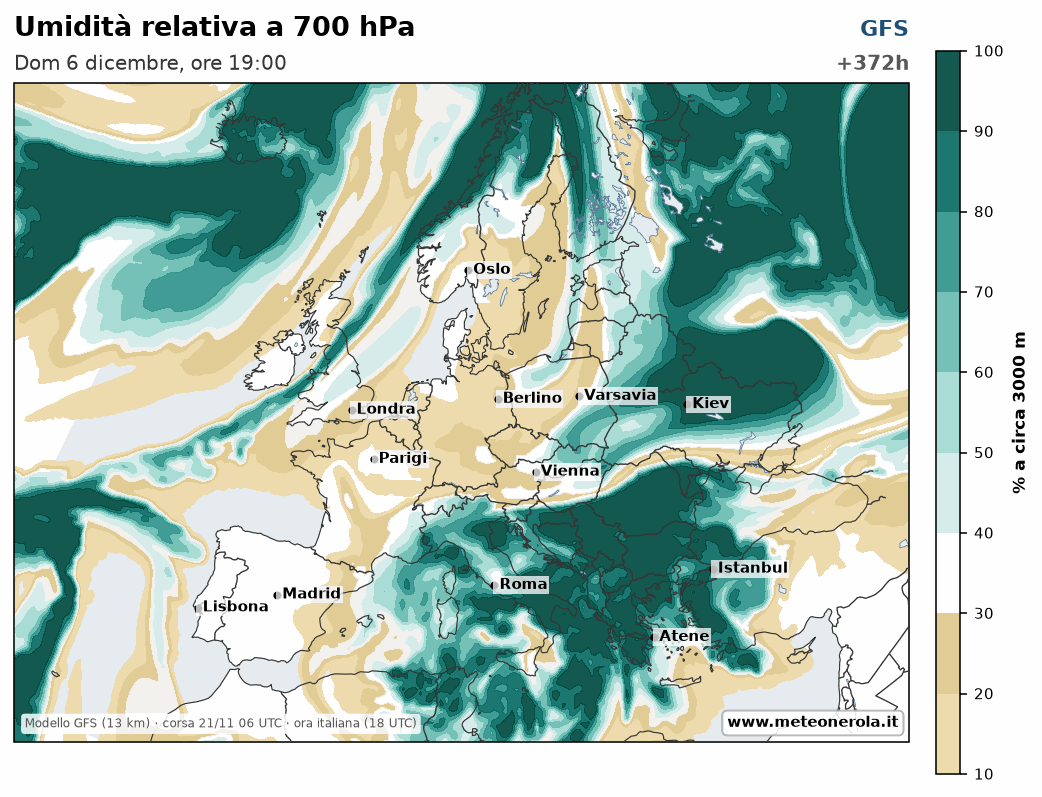 Umidità relativa a 700 hPa
GFS
Dom 6 dicembre, ore 19:00
+372h
100
90
80
70
60
50
40
30
20
10
% a circa 3000 m
Oslo
Londra
Berlino
Varsavia
Kiev
Parigi
Vienna
Madrid
Lisbona
Roma
Istanbul
Atene
Modello GFS (13 km) · corsa 21/11 06 UTC · ora italiana (18 UTC)
www.meteonerola.it